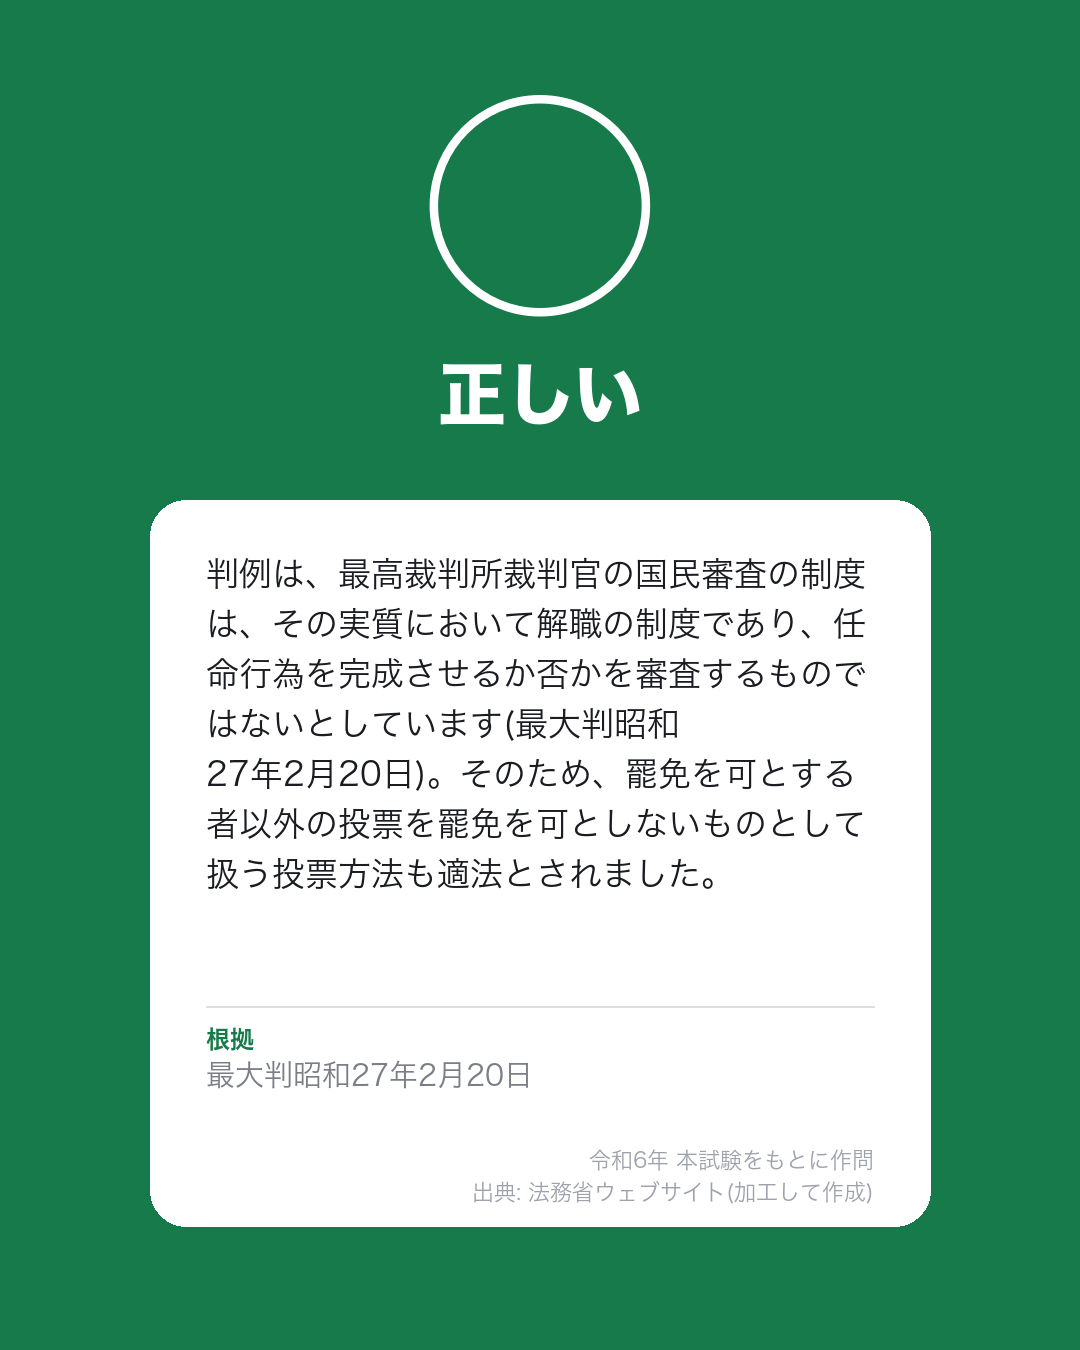 正しい
判例は、最高裁判所裁判官の国民審査の制度
は、その実質において解職の制度であり、任
命行為を完成させるか否かを審査するもので
はないとしています(最大判昭和
27年2月20日)。そのため、罷免を可とする
者以外の投票を罷免を可としないものとして
扱う投票方法も適法とされました。
根拠
最大判昭和27年2月20日
令和6年 本試験をもとに作問
出典: 法務省ウェブサイト(加工して作成)